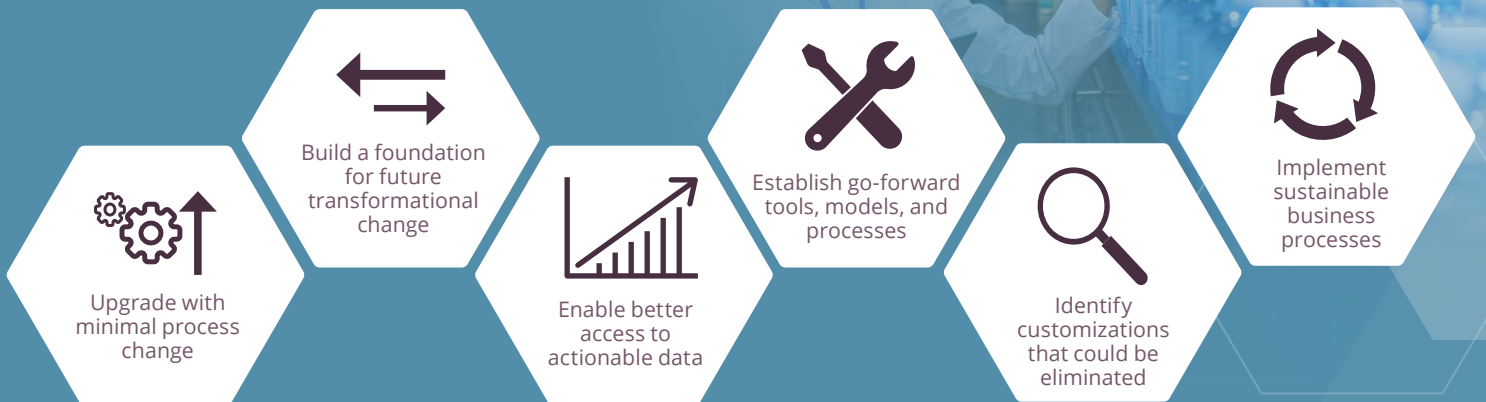 Upgrade with
minimal process
change
Build a foundation
for future
transformational
change
Enable better
access to
actionable data
Establish go-forward
tools, models, and
processes
Identify
customizations
that could be
eliminated
Implement
sustainable
business
processes